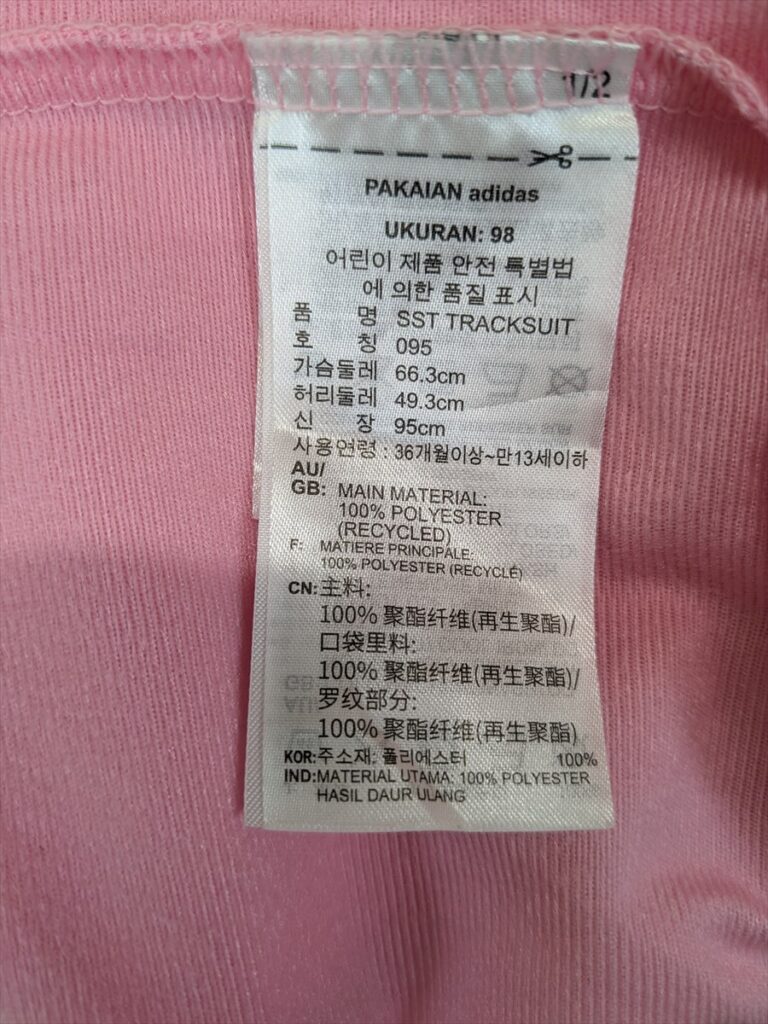 1/2
PAKAIAN adidas
UKURAN: 98
어린이 제품 안전 특별법
에 의한 품질 표시
품 명 SST TRACKSUIT
호 칭 095
가슴둘레 66.3cm
허리둘레 49.3cm
신 장 95cm
사용연령 : 36개월이상~만13세이하
AU/
GB: MAIN MATERIAL:
100% POLYESTER
(RECYCLED)
F: MATIERE PRINCIPALE:
100% POLYESTER (RECYCLÉ)
CN:主料:
100% 聚酯纤维(再生聚酯)/
口袋里料:
100% 聚酯纤维(再生聚酯)/
罗纹部分:
100% 聚酯纤维(再生聚酯)
KOR:주소재: 폴리에스터 100%
IND:MATERIAL UTAMA: 100% POLYESTER
HASIL DAUR ULANG